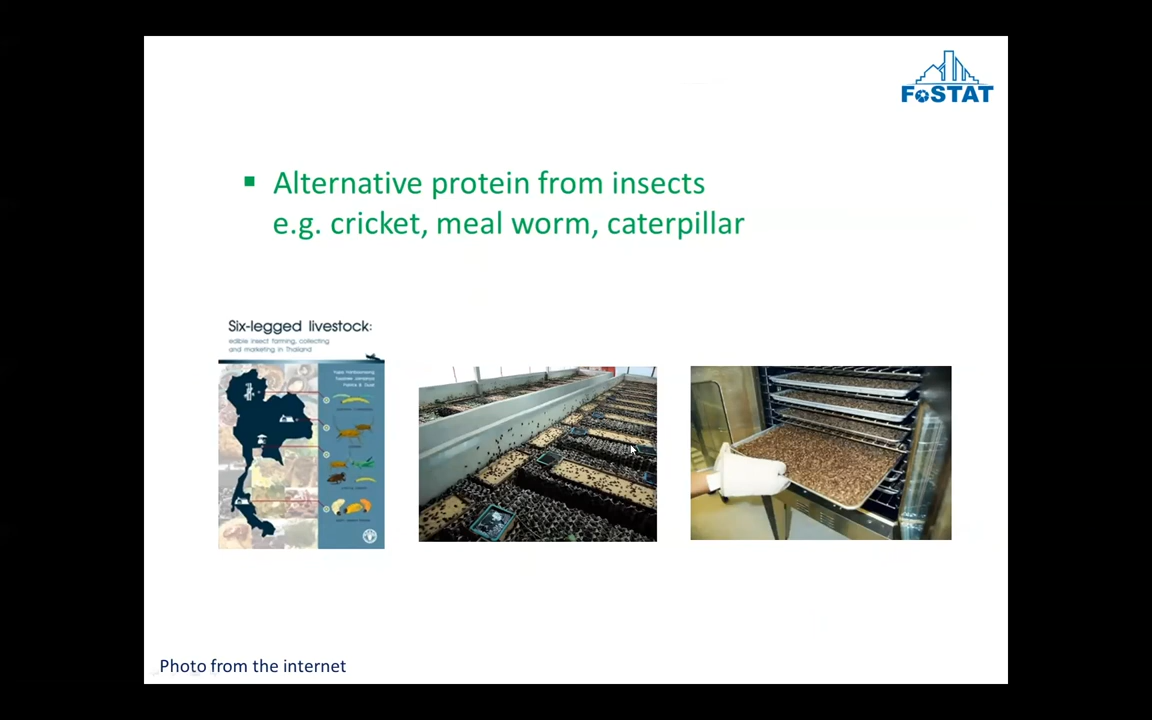 FoSTAT
Alternative protein from insects
e.g. cricket, meal worm, caterpillar
Six-legged livestock:
edible insect farming, collecting
and marketing in Thailand
Photo from the internet